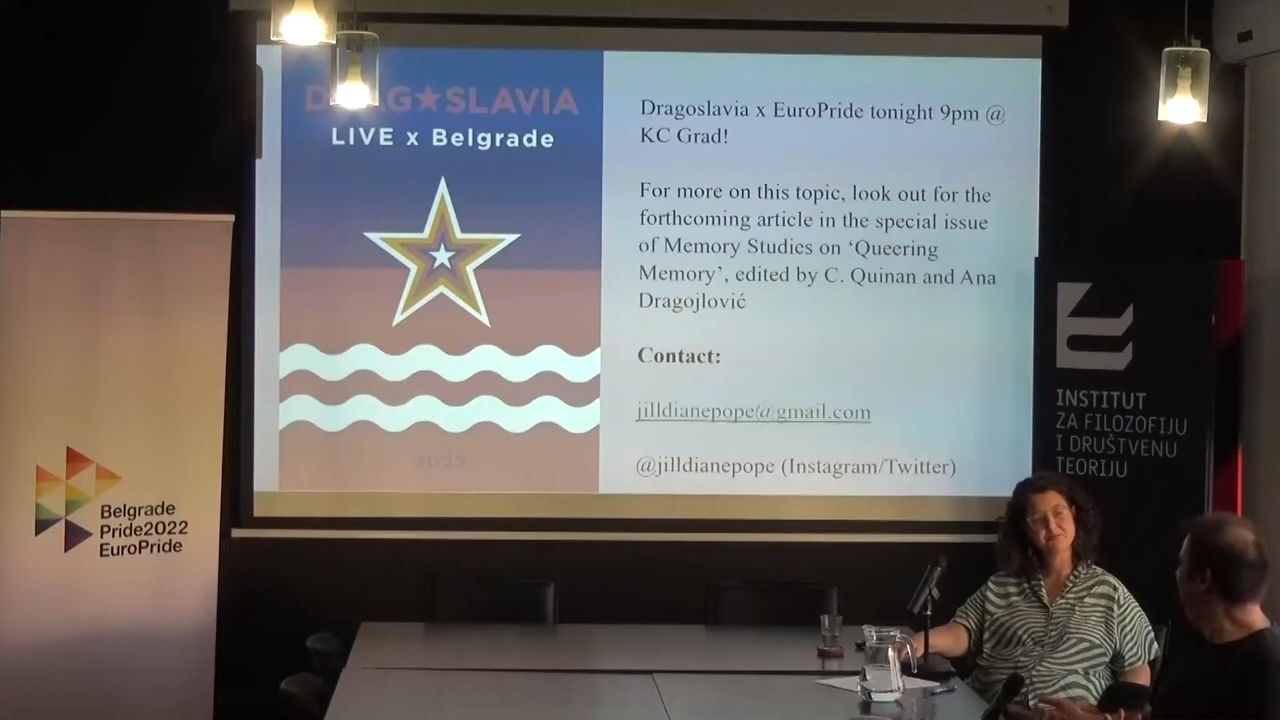 DRAG★SLAVIA
LIVE x Belgrade
2022
Dragoslavia x EuroPride tonight 9pm @
KC Grad!
For more on this topic, look out for the
forthcoming article in the special issue
of Memory Studies on ‘Queering
Memory’, edited by C. Quinan and Ana
Dragojlović
Contact:
jilldianepope@gmail.com
@jilldianepope (Instagram/Twitter)
Belgrade
Pride2022
EuroPride
INSTITUT
ZA FILOZOFIJU
I DRUŠTVENU
TEORIJU